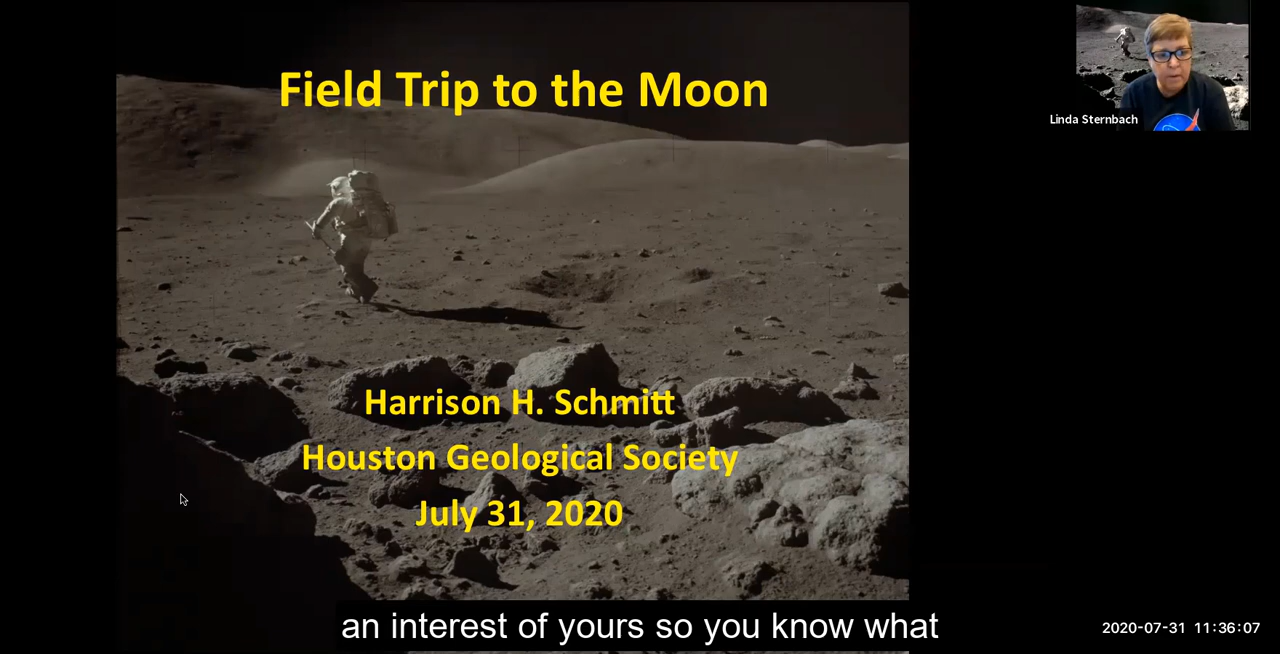 Field Trip to the Moon
Linda Sternbach
Harrison H. Schmitt
Houston Geological Society
July 31, 2020
an interest of yours so you know what
2020-07-31 11:36:07